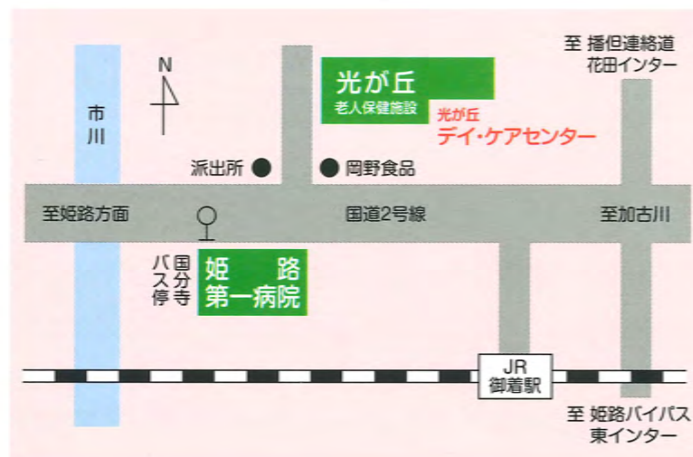 至 播但連絡道
花田インター
N
市川
光が丘
老人保健施設
光が丘
デイ・ケアセンター
派出所
岡野食品
至姫路方面
国道2号線
至加古川
国分寺
バス停
姫 路
第一病院
JR
御着駅
至 姫路バイパス
東インター